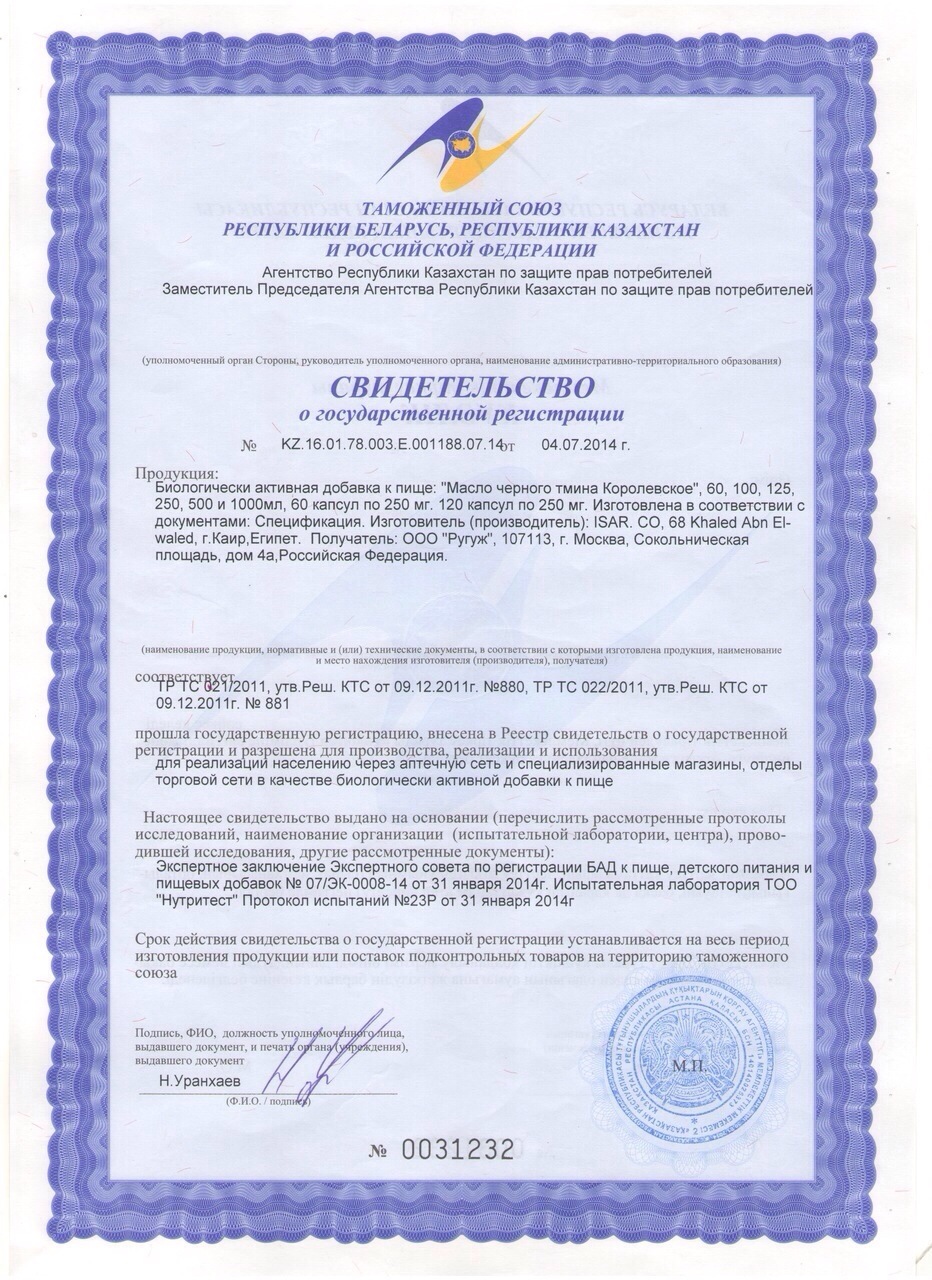 ТАМОЖЕННЫЙ СОЮЗ
РЕСПУБЛИКИ БЕЛАРУСЬ, РЕСПУБЛИКИ КАЗАХСТАН
И РОССИЙСКОЙ ФЕДЕРАЦИИ
Агентство Республики Казахстан по защите прав потребителей
Заместитель Председателя Агентства Республики Казахстан по защите прав потребителей
(уполномоченный орган Стороны, руководитель уполномоченного органа, наименование административно-территориального образования)
СВИДЕТЕЛЬСТВО
о государственной регистрации
№ KZ.16.01.78.003.E.001188.07.14 от 04.07.2014 г.
Продукция:
Биологически активная добавка к пище: "Масло черного тмина Королевское", 60, 100, 125,
250, 500 и 1000мл, 60 капсул по 250 мг. 120 капсул по 250 мг. Изготовлена в соответствии с
документами: Спецификация. Изготовитель (производитель): ISAR. CO, 68 Khaled Abn El-
waled, г.Каир,Египет. Получатель: ООО "Ругуж", 107113, г. Москва, Сокольническая
площадь, дом 4а,Российская Федерация.
(наименование продукции, нормативные и (или) технические документы, в соответствии с которыми изготовлена продукция, наименование
и место нахождения изготовителя (производителя), получателя)
соответствует
ТР ТС 021/2011, утв.Реш. КТС от 09.12.2011г. №880, ТР ТС 022/2011, утв.Реш. КТС от
09.12.2011г. № 881
прошла государственную регистрацию, внесена в Реестр свидетельств о государственной
регистрации и разрешена для производства, реализации и использования
для реализации населению через аптечную сеть и специализированные магазины, отделы
торговой сети в качестве биологически активной добавки к пище
Настоящее свидетельство выдано на основании (перечислить рассмотренные протоколы
исследований, наименование организации (испытательной лаборатории, центра), прово-
дившей исследования, другие рассмотренные документы):
Экспертное заключение Экспертного совета по регистрации БАД к пище, детского питания и
пищевых добавок № 07/ЭК-0008-14 от 31 января 2014г. Испытательная лаборатория ТОО
"Нутритест" Протокол испытаний №23Р от 31 января 2014г
Срок действия свидетельства о государственной регистрации устанавливается на весь период
изготовления продукции или поставок подконтрольных товаров на территорию таможенного
союза
Подпись, ФИО, должность уполномоченного лица,
выдавшего документ, и печать органа (учреждения),
выдавшего документ
Н.Уранхаев
(Ф.И.О. / подпись)
М.П.
№ 0031232